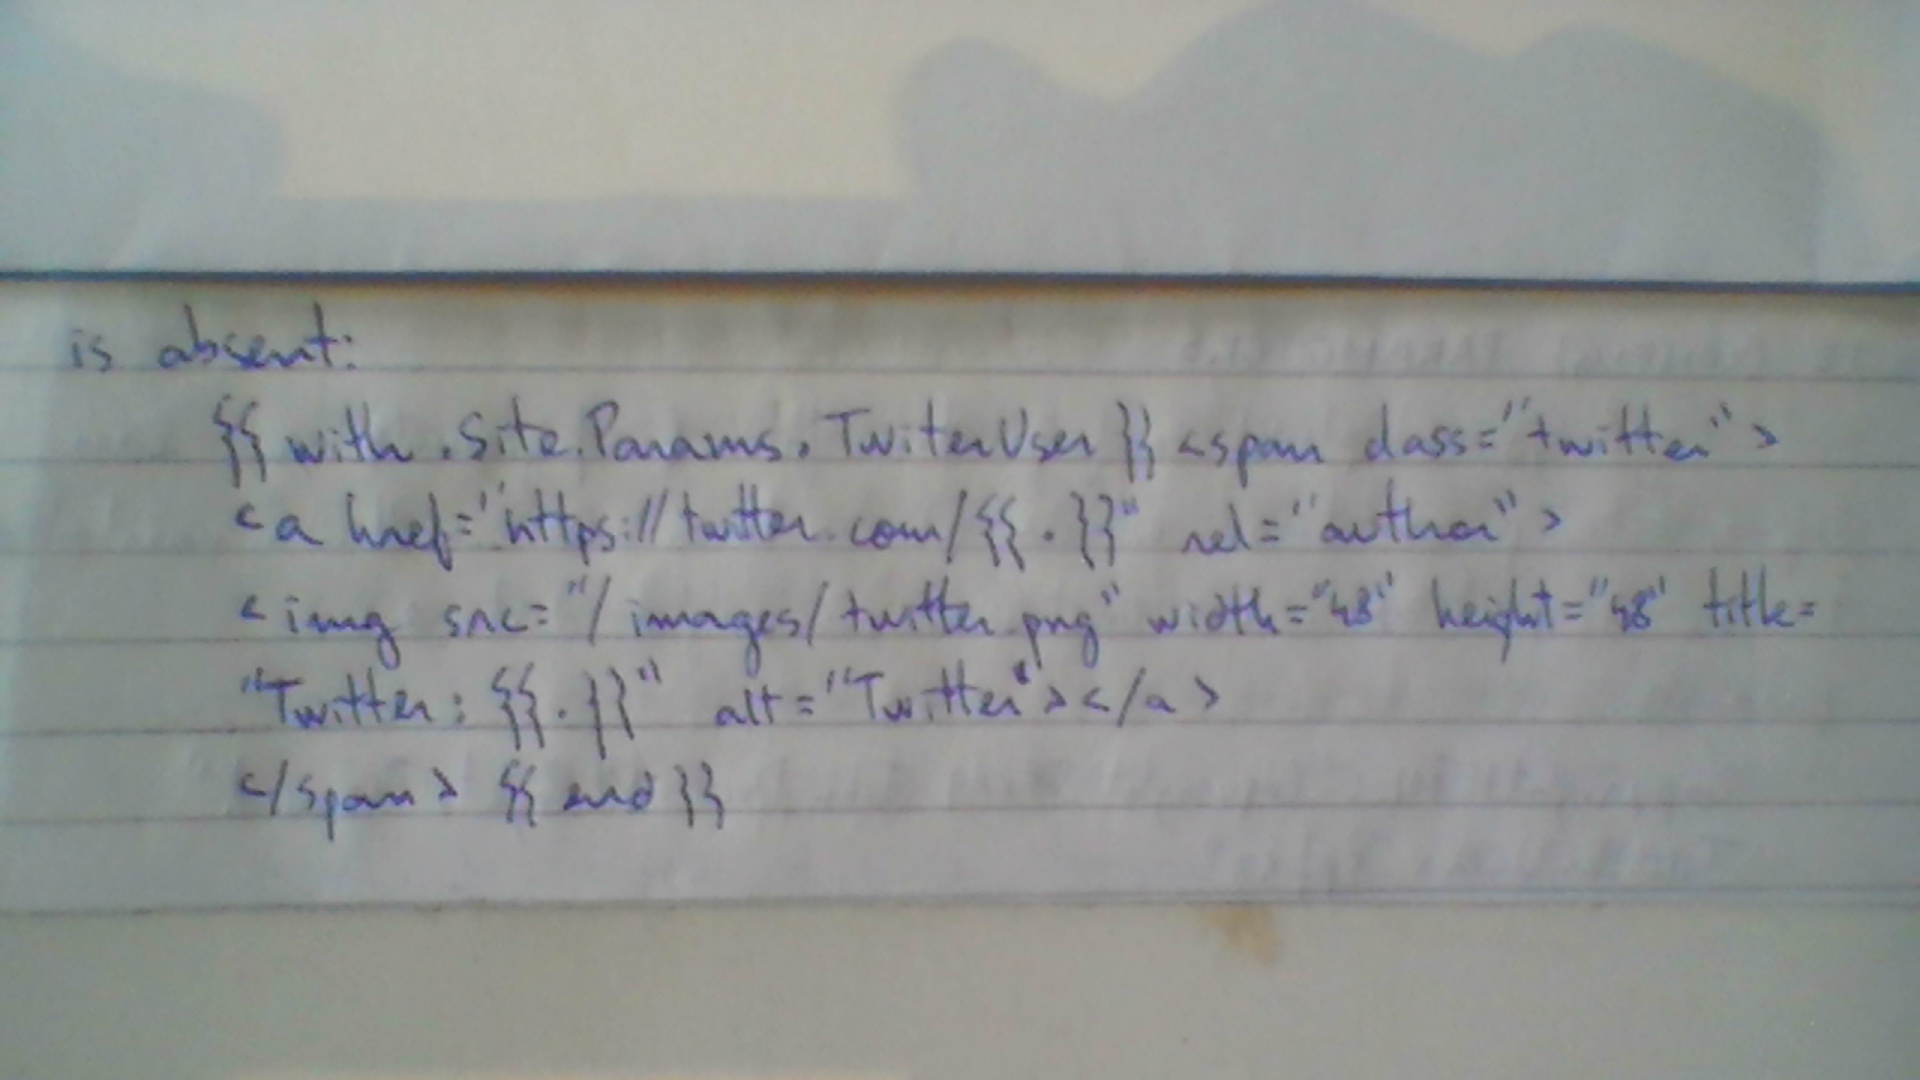 is absent:
{{ with .Site.Params.TwiterUser }} <span class="twitter">
<a href="https://twitter.com/{{ . }}" rel="author">
<img src="/images/twitter.png" width="48" height="48" title=
"Twitter: {{ . }}" alt="Twitter"></a>
</span> {{ end }}